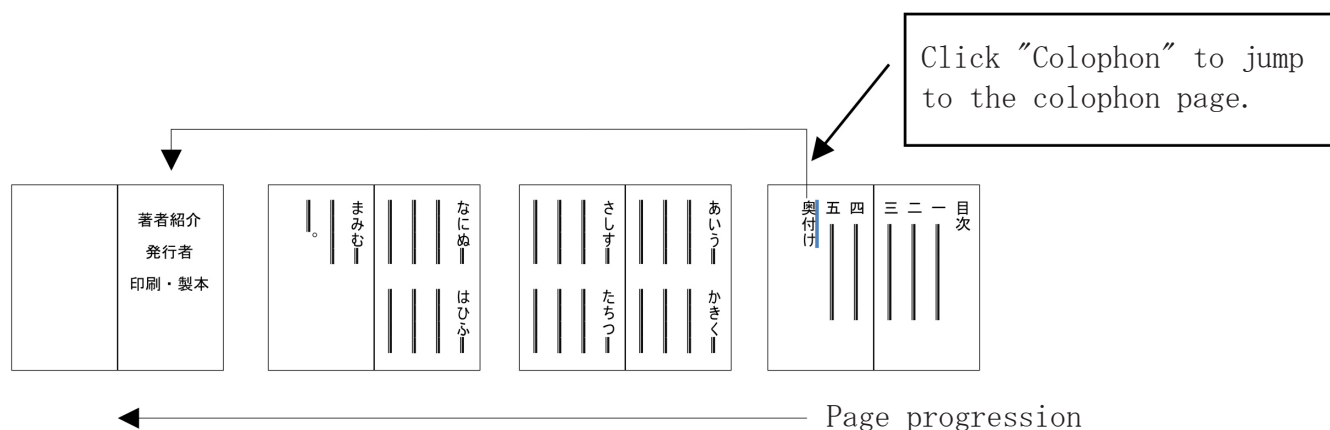 Click "Colophon" to jump
to the colophon page.
目次
一
二
三
四
五
奥付け
あいう
かきく
さしす
たちつ
なにぬ
はひふ
まみむ
。
著者紹介
発行者
印刷・製本
Page progression